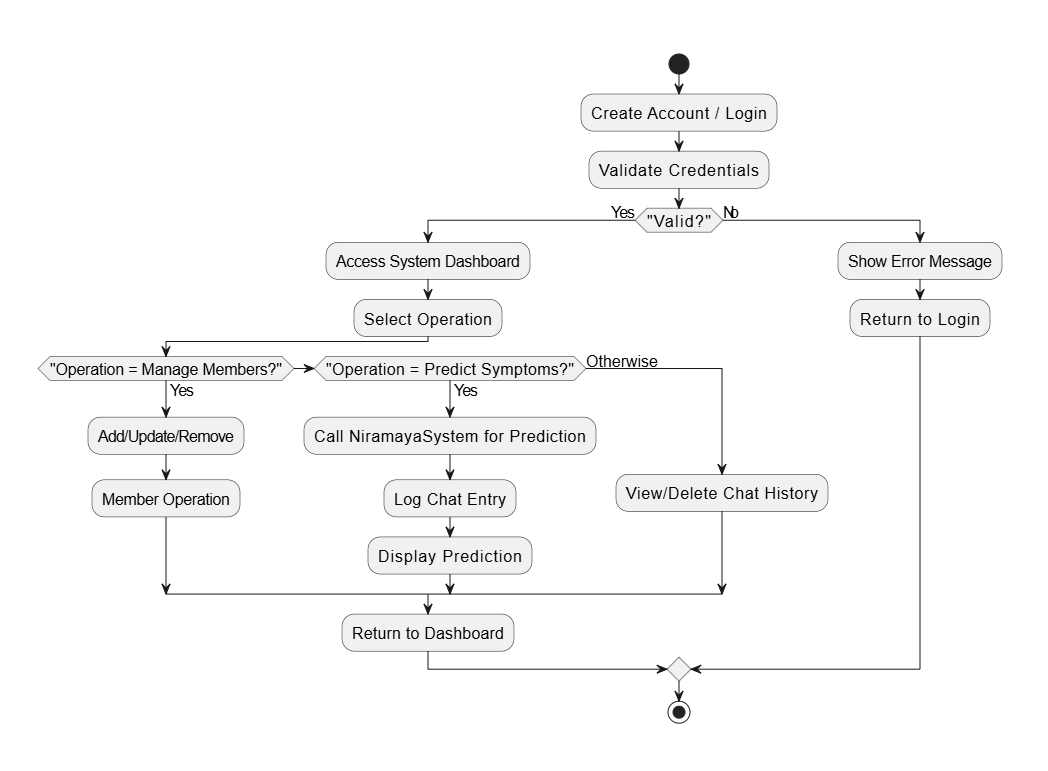 Create Account / Login
Validate Credentials
Yes
"Valid?"
No
Access System Dashboard
Show Error Message
Select Operation
Return to Login
"Operation = Manage Members?"
"Operation = Predict Symptoms?"
Otherwise
Yes
Yes
Add/Update/Remove
Call NiramayaSystem for Prediction
Member Operation
Log Chat Entry
View/Delete Chat History
Display Prediction
Return to Dashboard